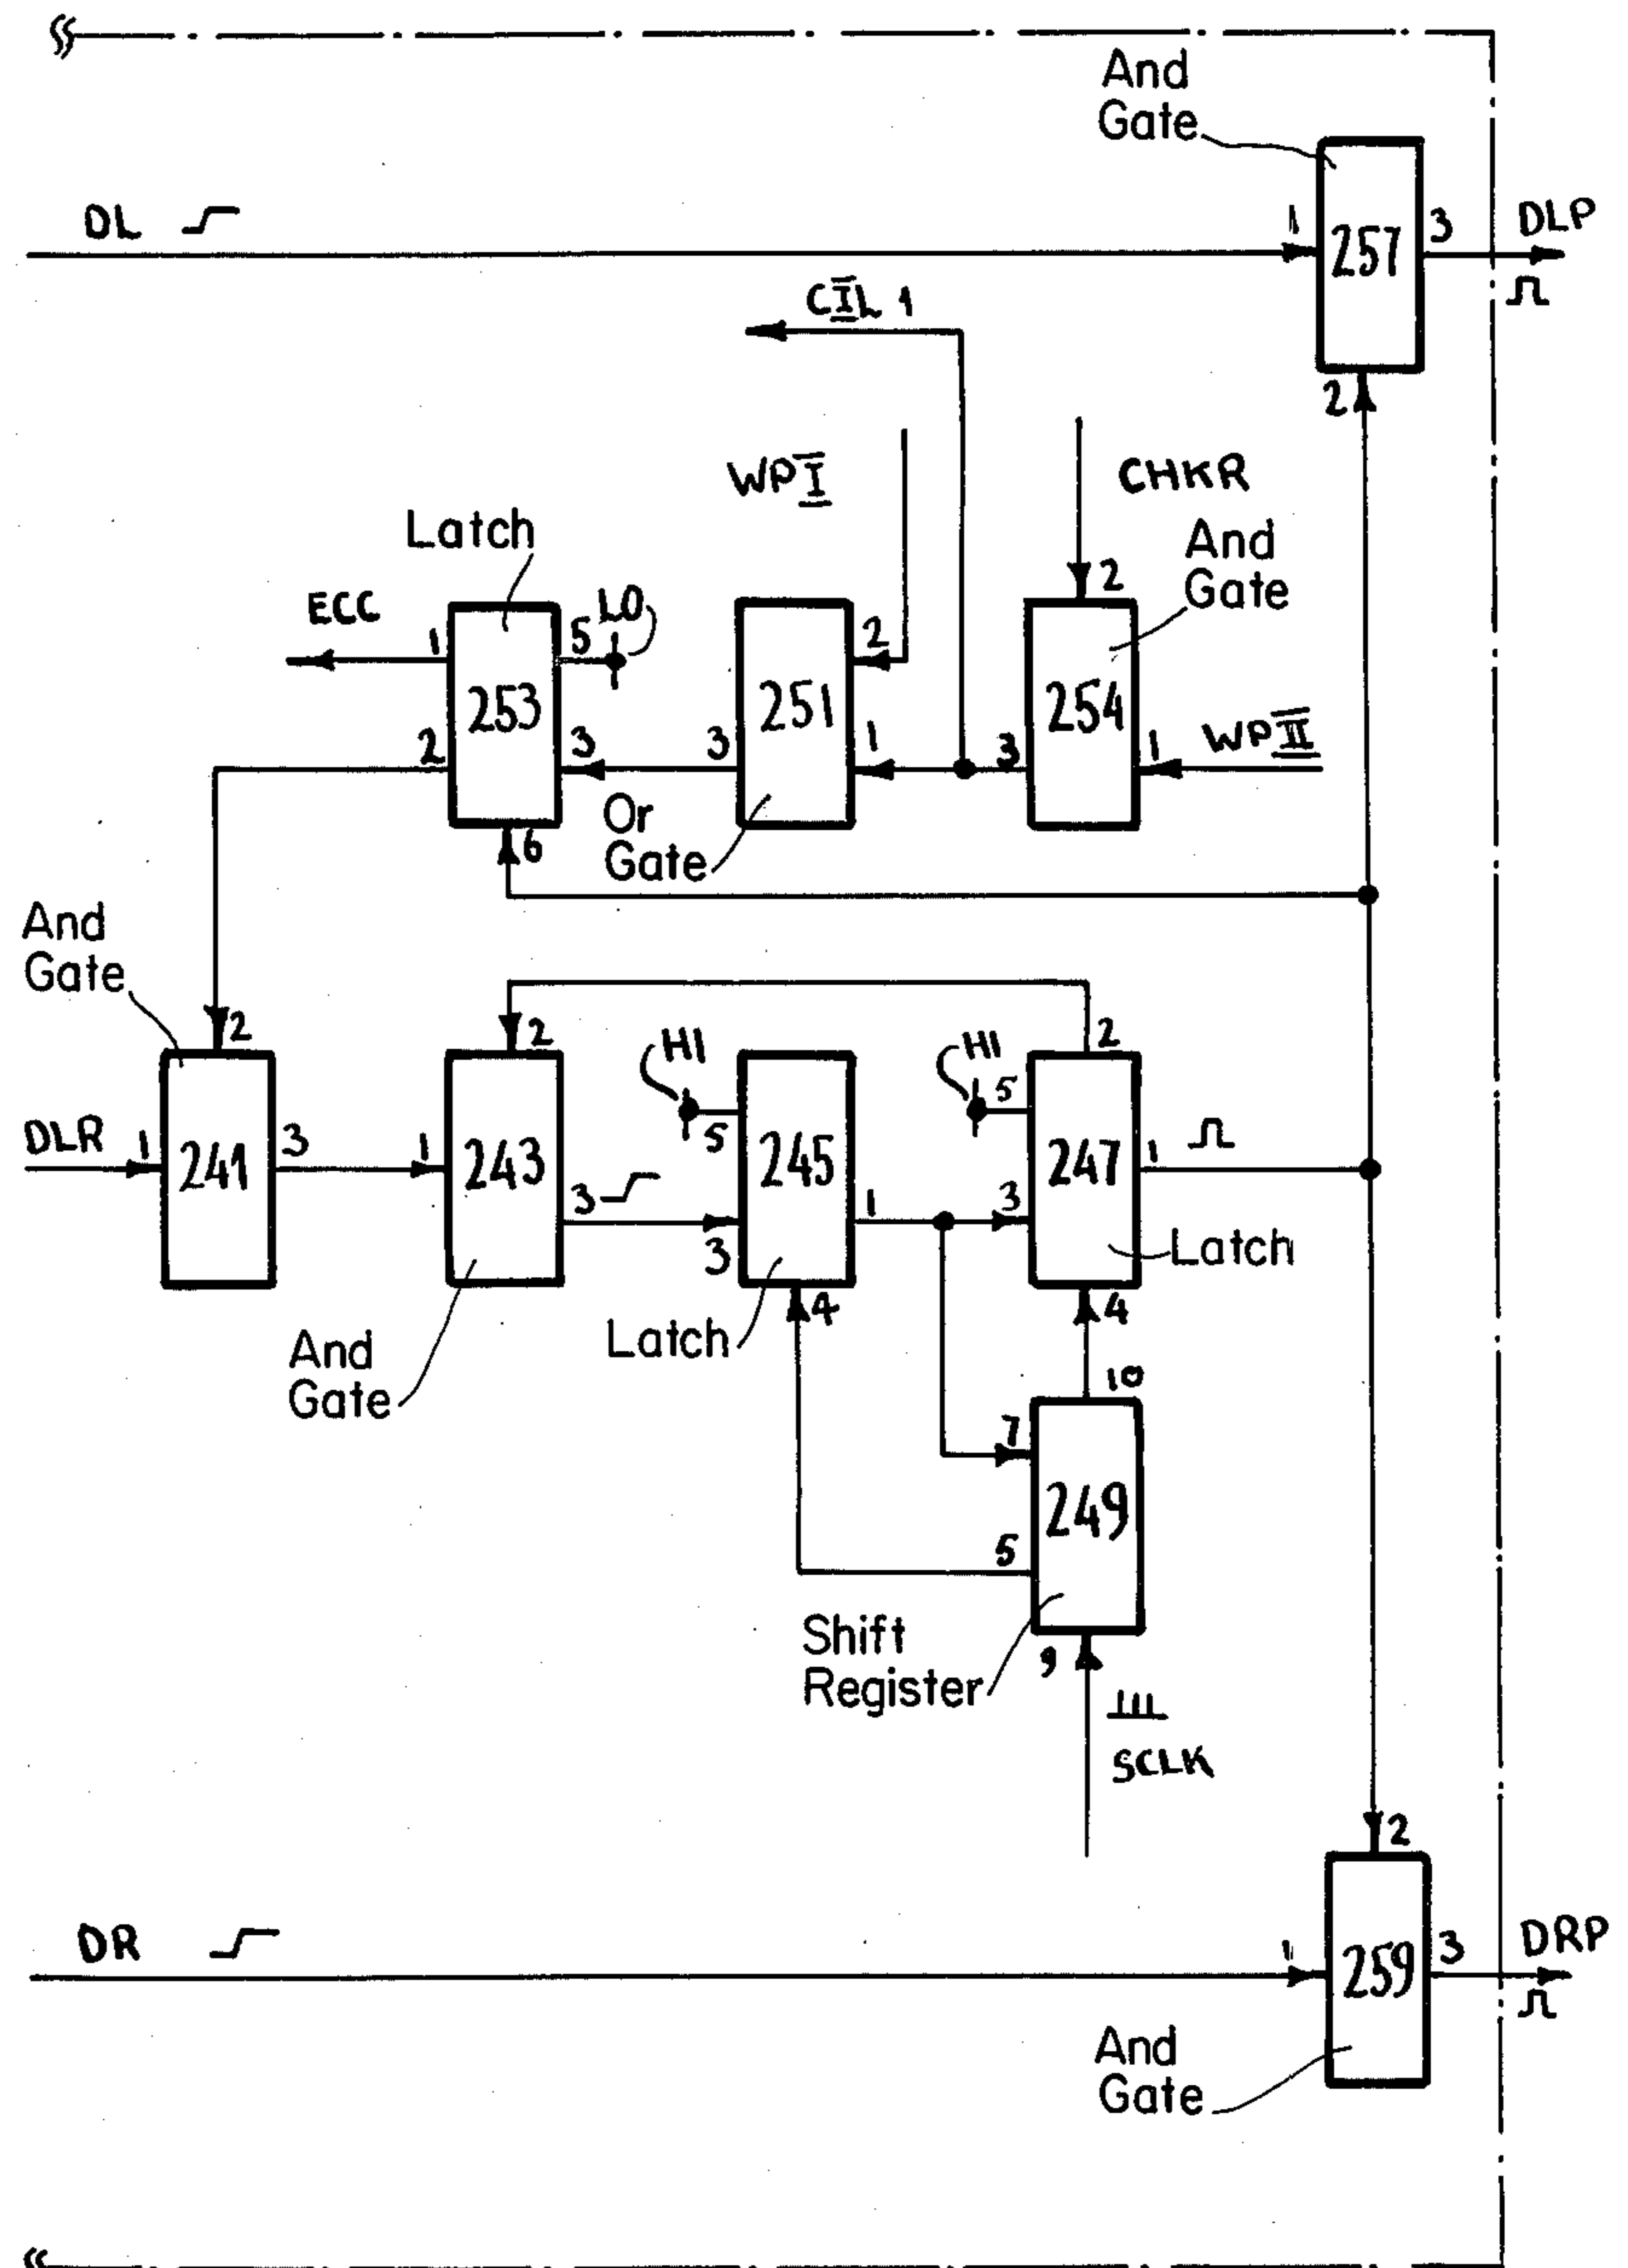 And
Gate
DL
1
257
3
DLP
2
CIL 1
WPI
CHKR
Latch
And
Gate
2
ECC
1
5
LO
2
253
251
254
2
3
3
1
3
1
WPII
6
Or
Gate
And
Gate
2
2
HI
HI
2
5
5
DLR
1
241
3
1
243
3
245
3
1
3
247
1
Latch
4
4
And
Gate
Latch
10
7
249
5
Shift
Register
9
SCLK
2
DR
1
259
3
DRP
And
Gate